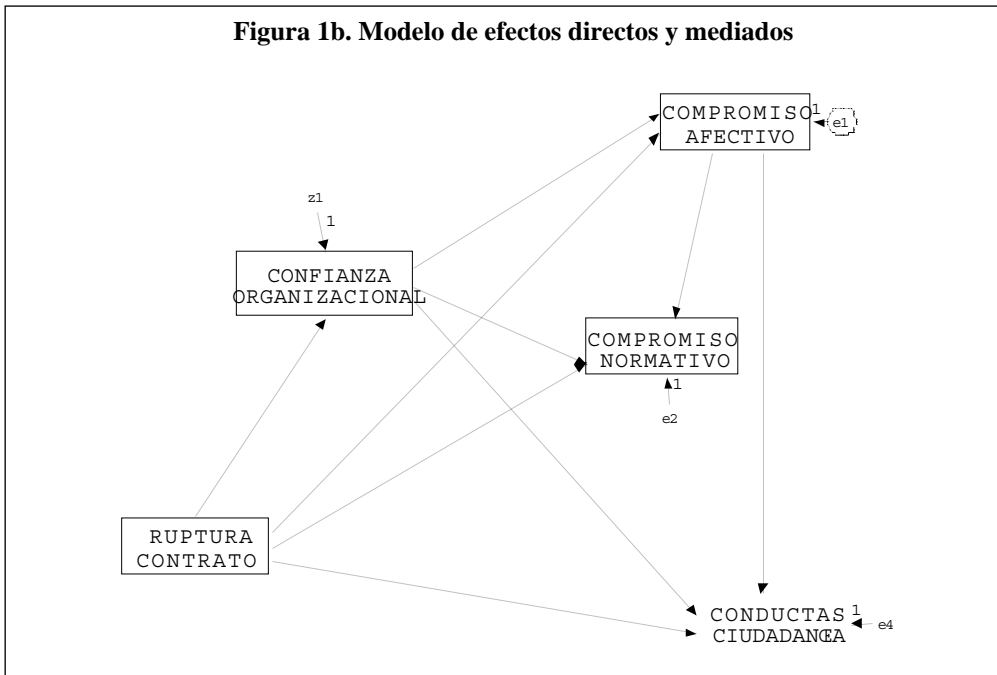 Figura 1b. Modelo de efectos directos y mediados
COMPROMISO
AFECTIVO
1
e1
z1
1
CONFIANZA
ORGANIZACIONAL
COMPROMISO
NORMATIVO
1
e2
RUPTURA
CONTRATO
CONDUCTAS
1
e4